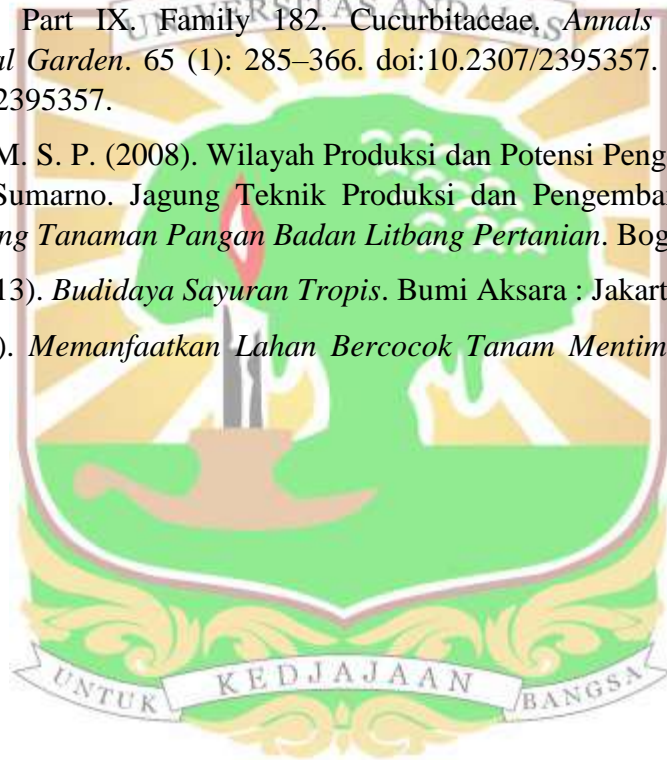 UNIVERSITAS ANDALAS
Part IX. Family 182. Cucurbitaceae. Annals
al Garden. 65 (1): 285–366. doi:10.2307/2395357.
2395357.
M. S. P. (2008). Wilayah Produksi dan Potensi Peng
Sumarno. Jagung Teknik Produksi dan Pengemba
ng Tanaman Pangan Badan Litbang Pertanian. Bog
13). Budidaya Sayuran Tropis. Bumi Aksara : Jakart
). Memanfaatkan Lahan Bercocok Tanam Mentim
UNTUK KEDJAJAAN BANGSA